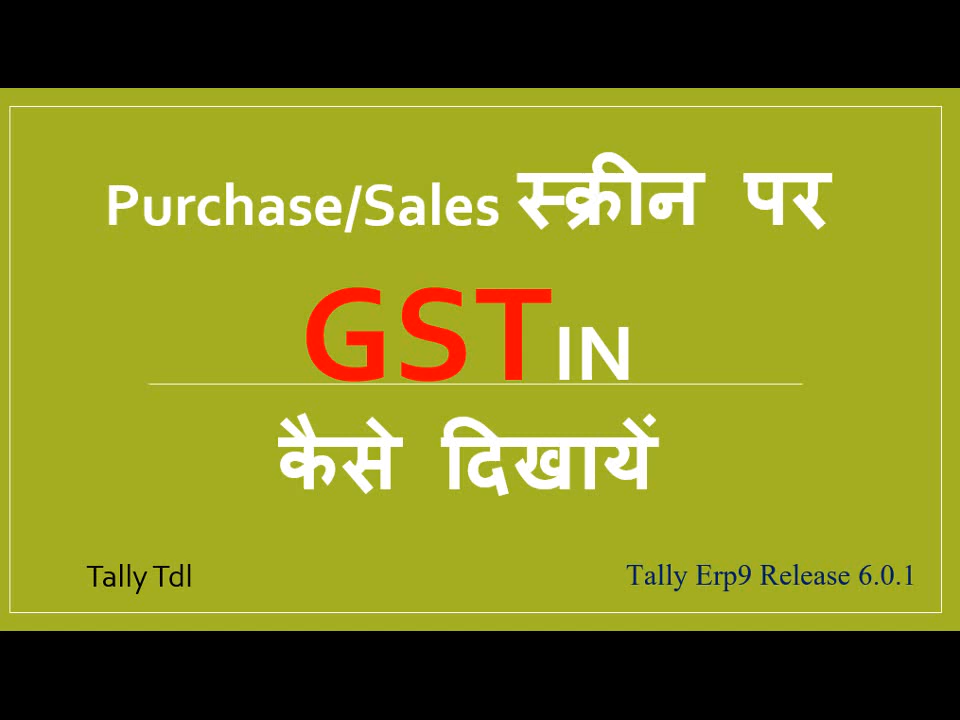 Purchase/Sales स्क्रीन पर
GSTIN
कैसे दिखायें
Tally Tdl
Tally Erp9 Release 6.0.1